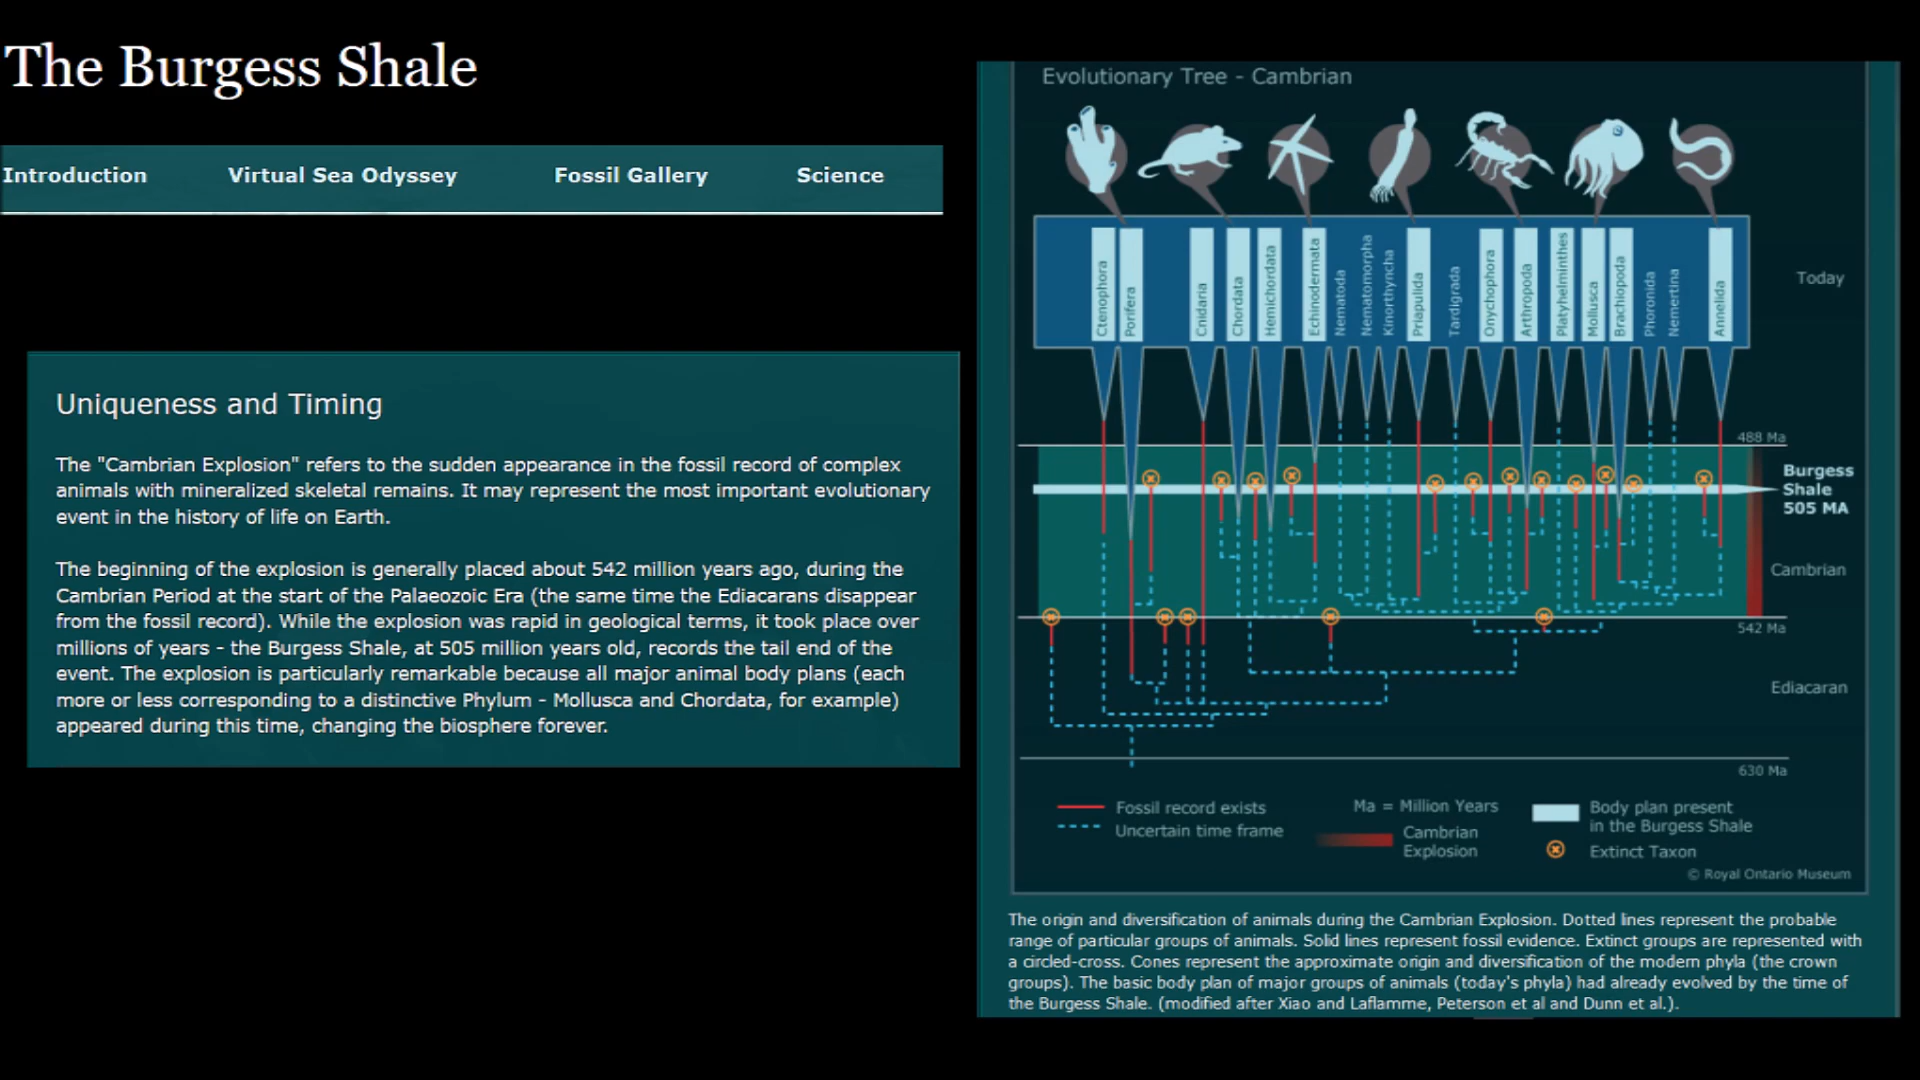 The Burgess Shale
Introduction
Virtual Sea Odyssey
Fossil Gallery
Science
Uniqueness and Timing
The "Cambrian Explosion" refers to the sudden appearance in the fossil record of complex
animals with mineralized skeletal remains. It may represent the most important evolutionary
event in the history of life on Earth.
The beginning of the explosion is generally placed about 542 million years ago, during the
Cambrian Period at the start of the Palaeozoic Era (the same time the Ediacarans disappear
from the fossil record). While the explosion was rapid in geological terms, it took place over
millions of years - the Burgess Shale, at 505 million years old, records the tail end of the
event. The explosion is particularly remarkable because all major animal body plans (each
more or less corresponding to a distinctive Phylum - Mollusca and Chordata, for example)
appeared during this time, changing the biosphere forever.
Evolutionary Tree - Cambrian
Ctenophora
Porifera
Cnidaria
Chordata
Hemichordata
Echinodermata
Nematoda
Nematomorpha
Kinorthyncha
Priapulida
Tardigrada
Onychophora
Arthropoda
Platyhelminthes
Mollusca
Brachiopoda
Phoronida
Nemertina
Annelida
Today
488 Ma
Burgess
Shale
505 MA
Cambrian
542 Ma
Ediacaran
630 Ma
Fossil record exists
Uncertain time frame
Ma = Million Years
Cambrian
Explosion
Body plan present
in the Burgess Shale
Extinct Taxon
© Royal Ontario Museum
The origin and diversification of animals during the Cambrian Explosion. Dotted lines represent the probable
range of particular groups of animals. Solid lines represent fossil evidence. Extinct groups are represented with
a circled-cross. Cones represent the approximate origin and diversification of the modern phyla (the crown
groups). The basic body plan of major groups of animals (today's phyla) had already evolved by the time of
the Burgess Shale. (modified after Xiao and Laflamme, Peterson et al and Dunn et al.).